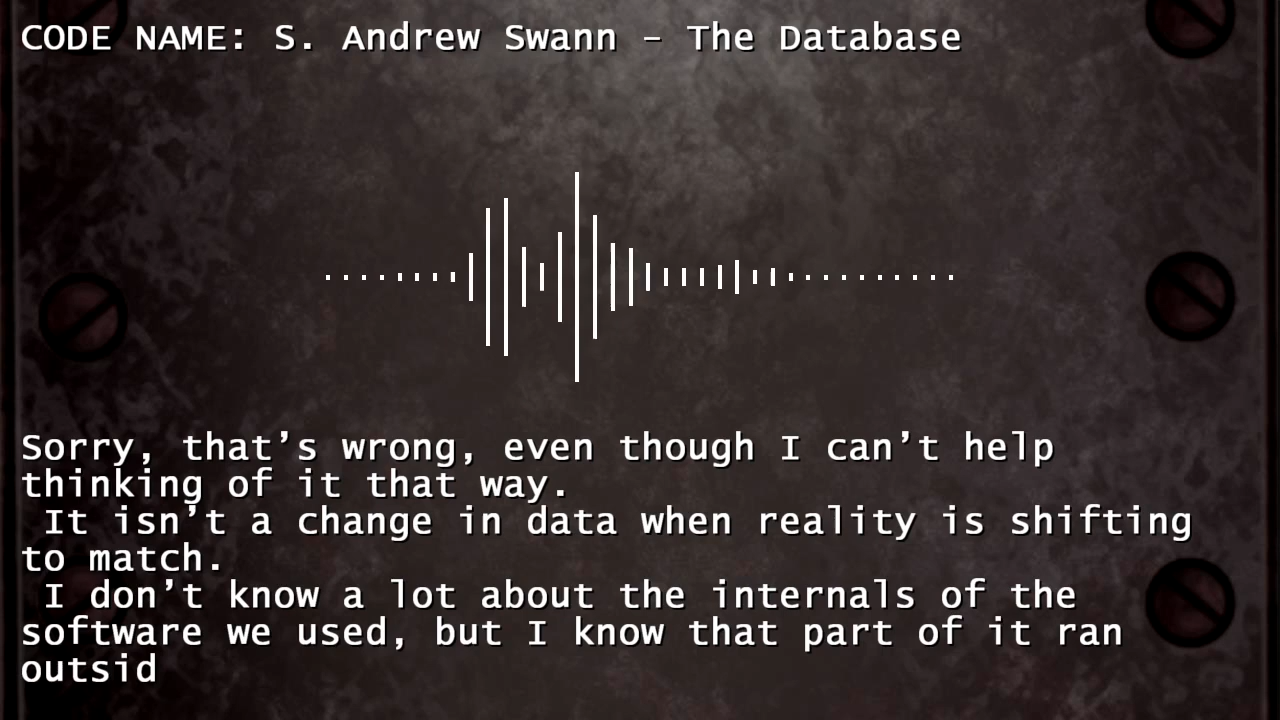 CODE NAME: S. Andrew Swann – The Database
Sorry, that’s wrong, even though I can’t help
thinking of it that way.
It isn’t a change in data when reality is shifting
to match.
I don’t know a lot about the internals of the
software we used, but I know that part of it ran
outsid